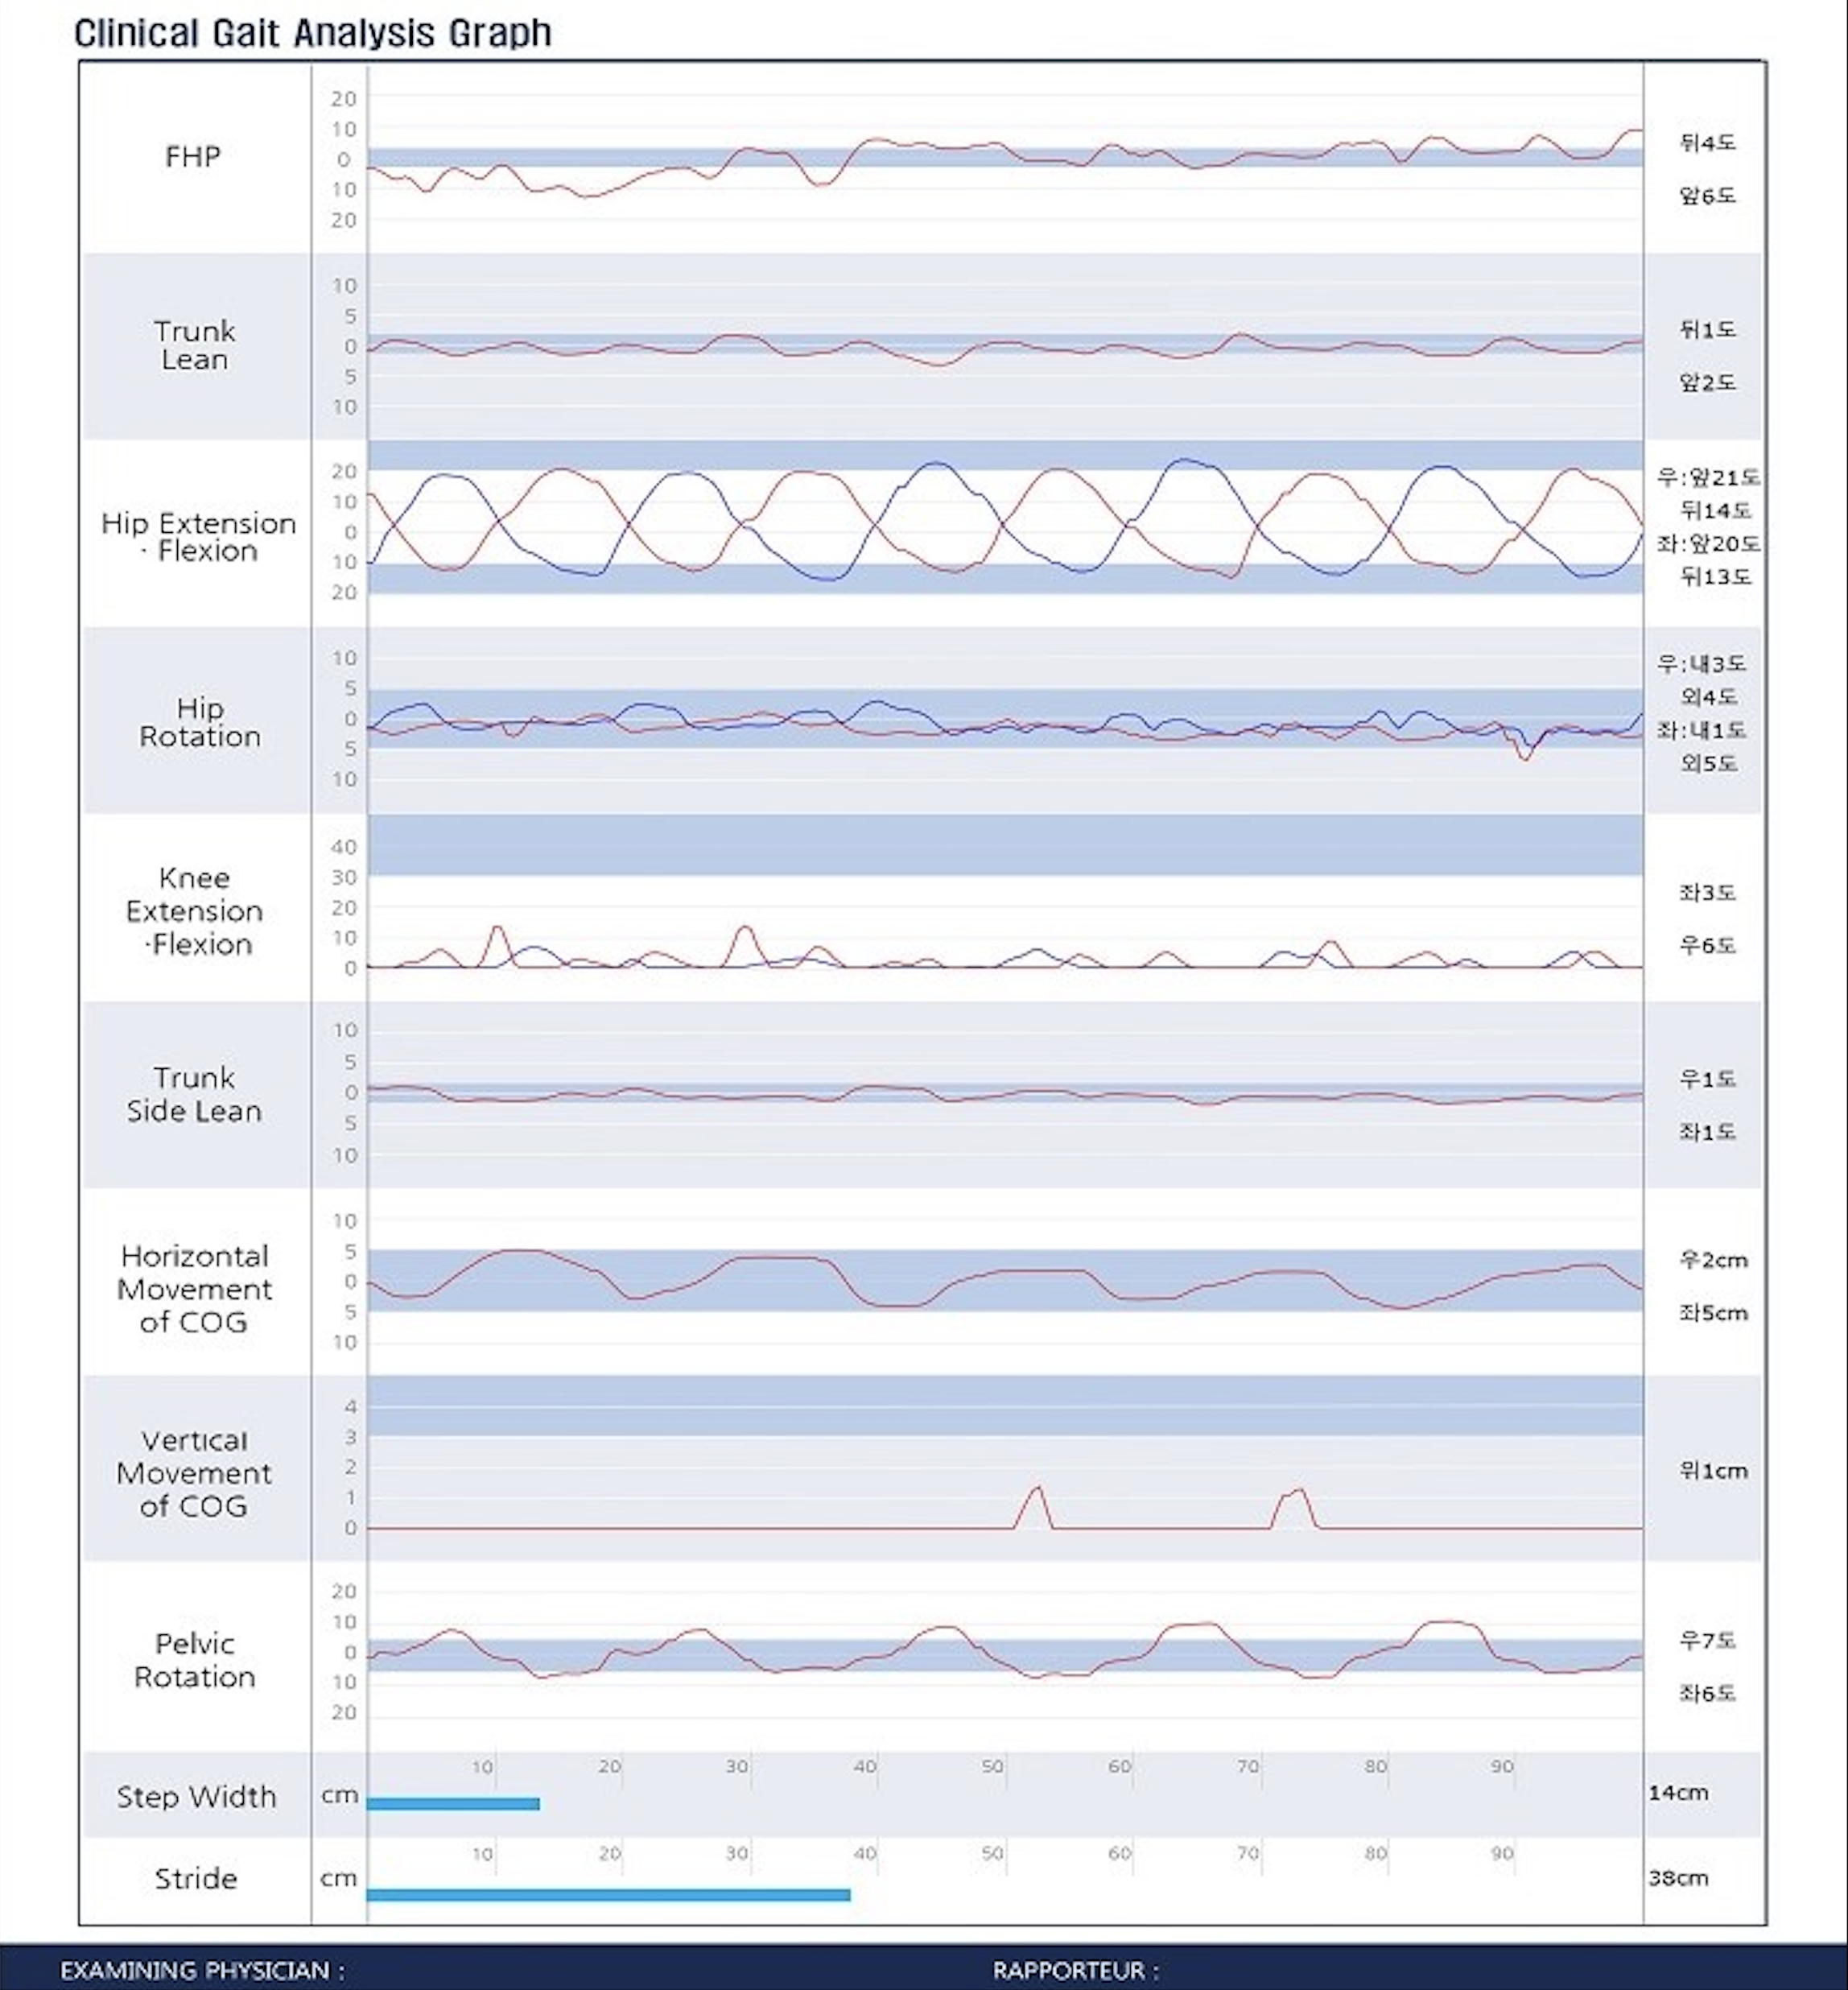 Clinical Gait Analysis Graph
FHP
20
10
0
10
20
뒤4도
앞6도
Trunk
Lean
10
5
0
5
10
뒤1도
앞2도
Hip Extension
· Flexion
20
10
0
10
20
우:앞21도
뒤14도
좌:앞20도
뒤13도
Hip
Rotation
10
5
0
5
10
우:내3도
외4도
좌:내1도
외5도
Knee
Extension
·Flexion
40
30
20
10
0
좌3도
우6도
Trunk
Side Lean
10
5
0
5
10
우1도
좌1도
Horizontal
Movement
of COG
10
5
0
5
10
우2cm
좌5cm
Vertical
Movement
of COG
4
3
2
1
0
위1cm
Pelvic
Rotation
20
10
0
10
20
우7도
좌6도
10 20 30 40 50 60 70 80 90
Step Width cm 14cm
10 20 30 40 50 60 70 80 90
Stride cm 38cm
EXAMINING PHYSICIAN : RAPPORTEUR :